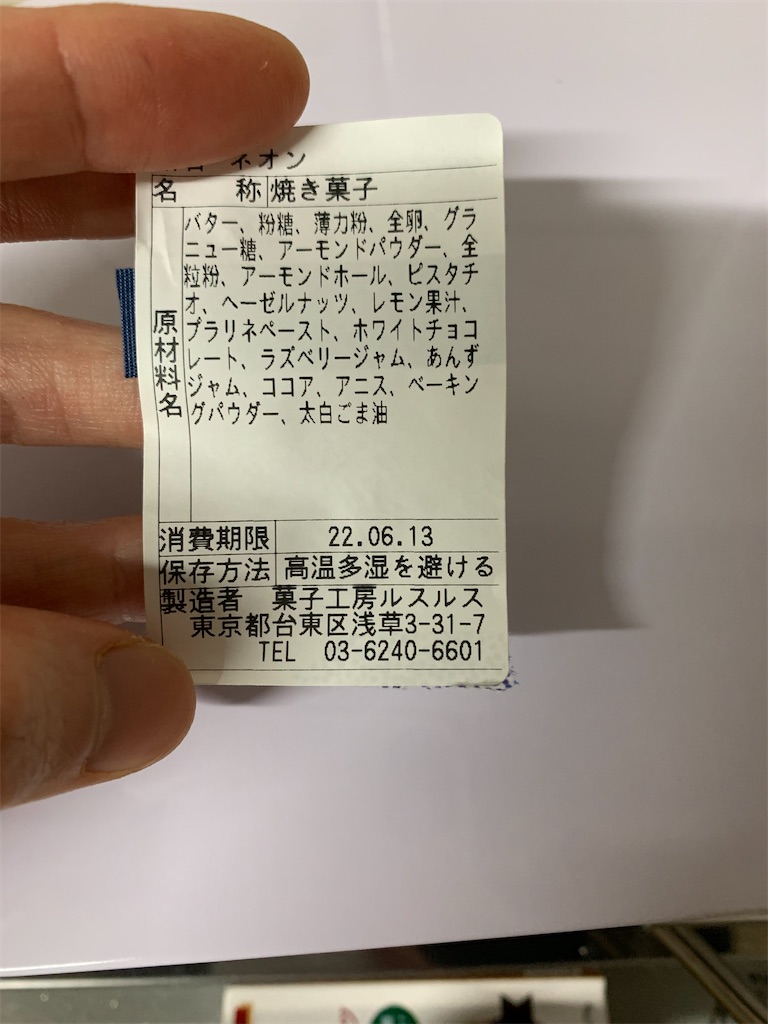 ネオン
名 称 焼き菓子
原材料名
バター、粉糖、薄力粉、全卵、グラ
ニュー糖、アーモンドパウダー、全
粒粉、アーモンドホール、ピスタチ
オ、ヘーゼルナッツ、レモン果汁、
プラリネペースト、ホワイトチョコ
レート、ラズベリージャム、あんず
ジャム、ココア、アニス、ベーキン
グパウダー、太白ごま油
消費期限 22.06.13
保存方法 高温多湿を避ける
製造者 菓子工房ルスルス
東京都台東区浅草3-31-7
TEL 03-6240-6601